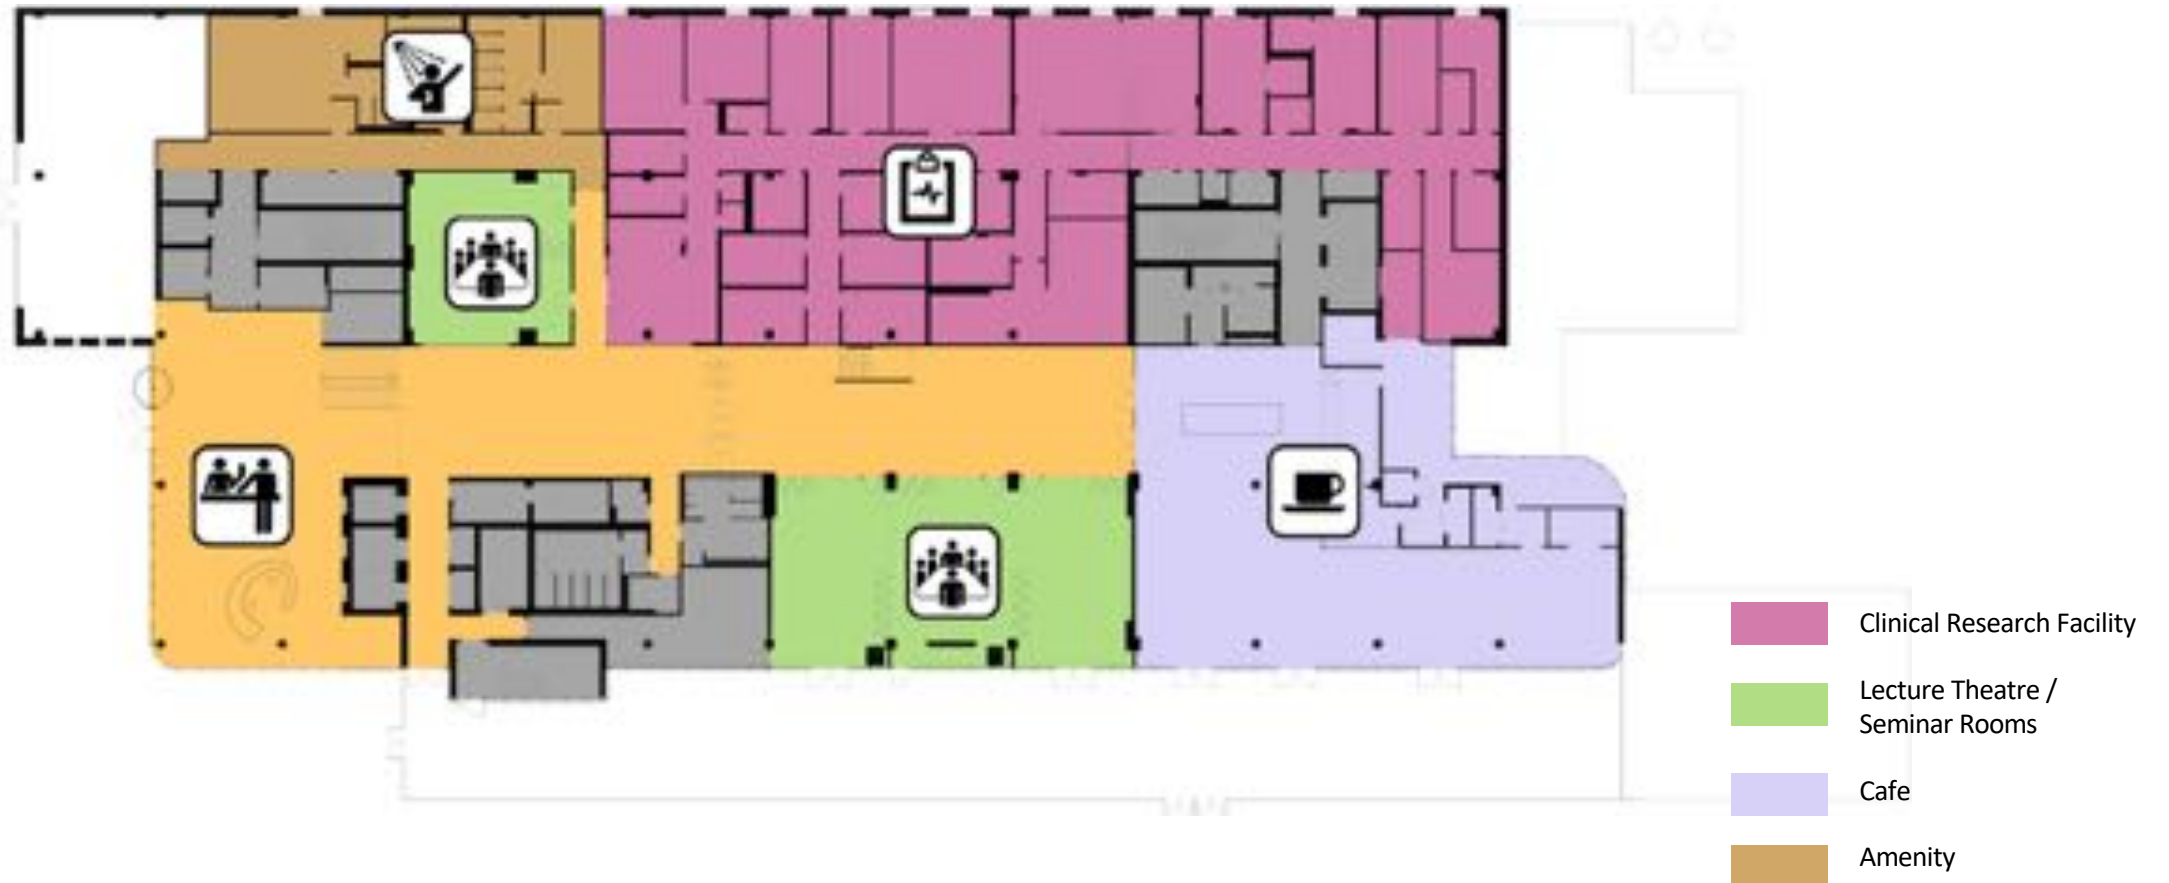 Clinical Research Facility
Lecture Theatre /
Seminar Rooms
Cafe
Amenity